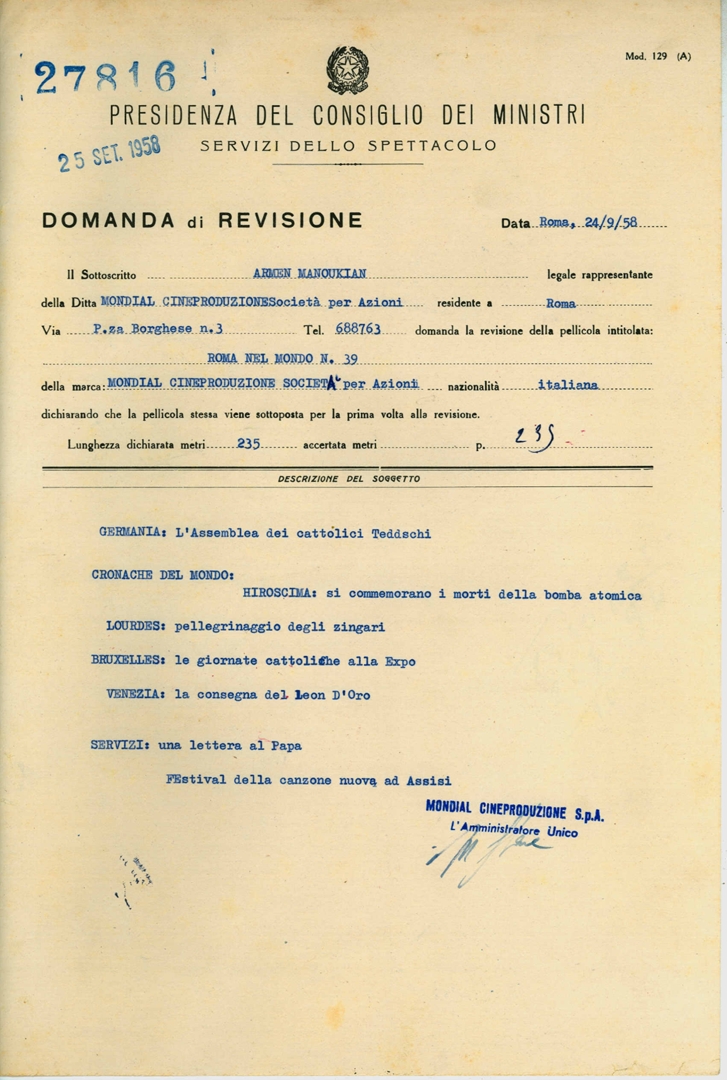 27816
Mod. 129 (A)
PRESIDENZA DEL CONSIGLIO DEI MINISTRI
25 SET. 1958
SERVIZI DELLO SPETTACOLO
DOMANDA di REVISIONE
Data Roma, 24/9/58
Il Sottoscritto ARMEN MANOUKIAN legale rappresentante
della Ditta MONDIAL CINEPRODUZIONESocietà per Azioni residente a Roma
Via P.za Borghese n.3 Tel. 688763 domanda la revisione della pellicola intitolata:
ROMA NEL MONDO N. 39
della marca: MONDIAL CINEPRODUZIONE SOCIETA' per Azioni nazionalità italiana
dichiarando che la pellicola stessa viene sottoposta per la prima volta alla revisione.
Lunghezza dichiarata metri 235 accertata metri p. 235
DESCRIZIONE DEL SOGGETTO
GERMANIA: L'Assemblea dei cattolici Teddschi
CRONACHE DEL MONDO:
HIROSCIMA: si commemorano i morti della bomba atomica
LOURDES: pellegrinaggio degli zingari
BRUXELLES: le giornate cattoliche alla Expo
VENEZIA: la consegna del Leon D'Oro
SERVIZI: una lettera al Papa
FEstival della canzone nuova ad Assisi
MONDIAL CINEPRODUZIONE S.p.A.
L'Amministratore Unico